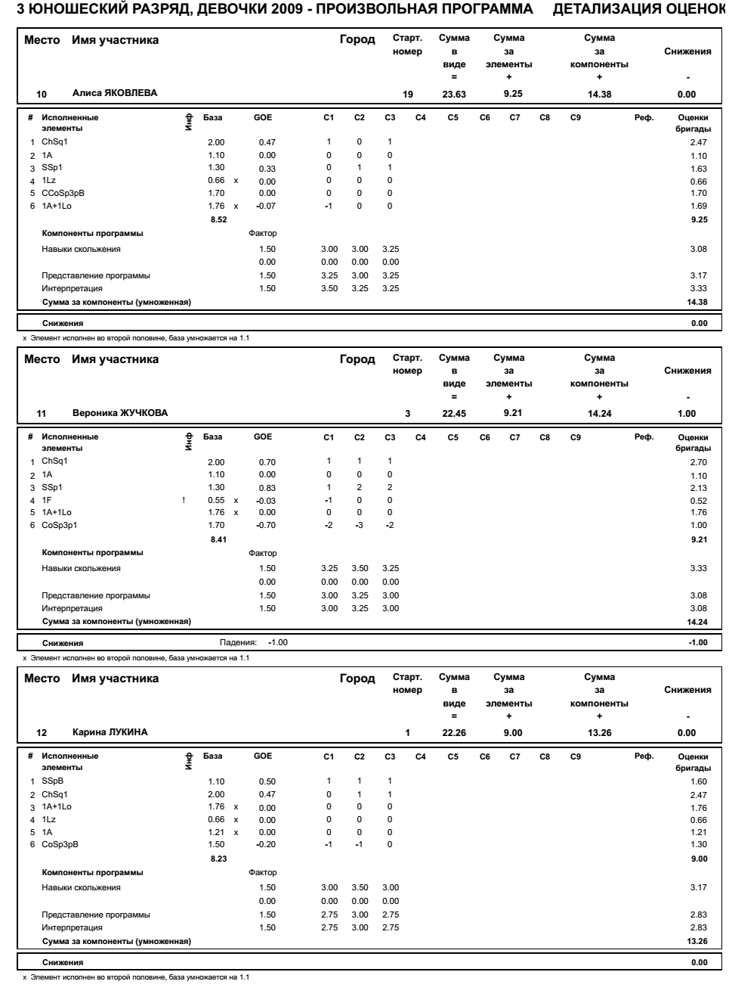 3 ЮНОШЕСКИЙ РАЗРЯД, ДЕВОЧКИ 2009 - ПРОИЗВОЛЬНАЯ ПРОГРАММА ДЕТАЛИЗАЦИЯ ОЦЕНОК
Место Имя участника Город Старт. Сумма Сумма Сумма
номер в за за Снижения
виде элементы компоненты
= + + -
10 Алиса ЯКОВЛЕВА 19 23.63 9.25 14.38 0.00
# Исполненные Инф База GOE C1 C2 C3 C4 C5 C6 C7 C8 C9 Реф. Оценки
элементы бригады
1 ChSq1 2.00 0.47 1 0 1 2.47
2 1A 1.10 0.00 0 0 0 1.10
3 SSp1 1.30 0.33 0 1 1 1.63
4 1Lz 0.66 x 0.00 0 0 0 0.66
5 CCoSp3pB 1.70 0.00 0 0 0 1.70
6 1A+1Lo 1.76 x -0.07 -1 0 0 1.69
8.52 9.25
Компоненты программы Фактор
Навыки скольжения 1.50 3.00 3.00 3.25 3.08
0.00 0.00 0.00 0.00
Представление программы 1.50 3.25 3.00 3.25 3.17
Интерпретация 1.50 3.50 3.25 3.25 3.33
Сумма за компоненты (умноженная) 14.38
Снижения 0.00
x Элемент исполнен во второй половине, база умножается на 1.1
Место Имя участника Город Старт. Сумма Сумма Сумма
номер в за за Снижения
виде элементы компоненты
= + + -
11 Вероника ЖУЧКОВА 3 22.45 9.21 14.24 1.00
# Исполненные Инф База GOE C1 C2 C3 C4 C5 C6 C7 C8 C9 Реф. Оценки
элементы бригады
1 ChSq1 2.00 0.70 1 1 1 2.70
2 1A 1.10 0.00 0 0 0 1.10
3 SSp1 1.30 0.83 1 2 2 2.13
4 1F ! 0.55 x -0.03 -1 0 0 0.52
5 1A+1Lo 1.76 x 0.00 0 0 0 1.76
6 CoSp3p1 1.70 -0.70 -2 -3 -2 1.00
8.41 9.21
Компоненты программы Фактор
Навыки скольжения 1.50 3.25 3.50 3.25 3.33
0.00 0.00 0.00 0.00
Представление программы 1.50 3.00 3.25 3.00 3.08
Интерпретация 1.50 3.00 3.25 3.00 3.08
Сумма за компоненты (умноженная) 14.24
Снижения Падения: -1.00 -1.00
x Элемент исполнен во второй половине, база умножается на 1.1
Место Имя участника Город Старт. Сумма Сумма Сумма
номер в за за Снижения
виде элементы компоненты
= + + -
12 Карина ЛУКИНА 1 22.26 9.00 13.26 0.00
# Исполненные Инф База GOE C1 C2 C3 C4 C5 C6 C7 C8 C9 Реф. Оценки
элементы бригады
1 SSpB 1.10 0.50 1 1 1 1.60
2 ChSq1 2.00 0.47 0 1 1 2.47
3 1A+1Lo 1.76 x 0.00 0 0 0 1.76
4 1Lz 0.66 x 0.00 0 0 0 0.66
5 1A 1.21 x 0.00 0 0 0 1.21
6 CoSp3pB 1.50 -0.20 -1 -1 0 1.30
8.23 9.00
Компоненты программы Фактор
Навыки скольжения 1.50 3.00 3.50 3.00 3.17
0.00 0.00 0.00 0.00
Представление программы 1.50 2.75 3.00 2.75 2.83
Интерпретация 1.50 2.75 3.00 2.75 2.83
Сумма за компоненты (умноженная) 13.26
Снижения 0.00
x Элемент исполнен во второй половине, база умножается на 1.1